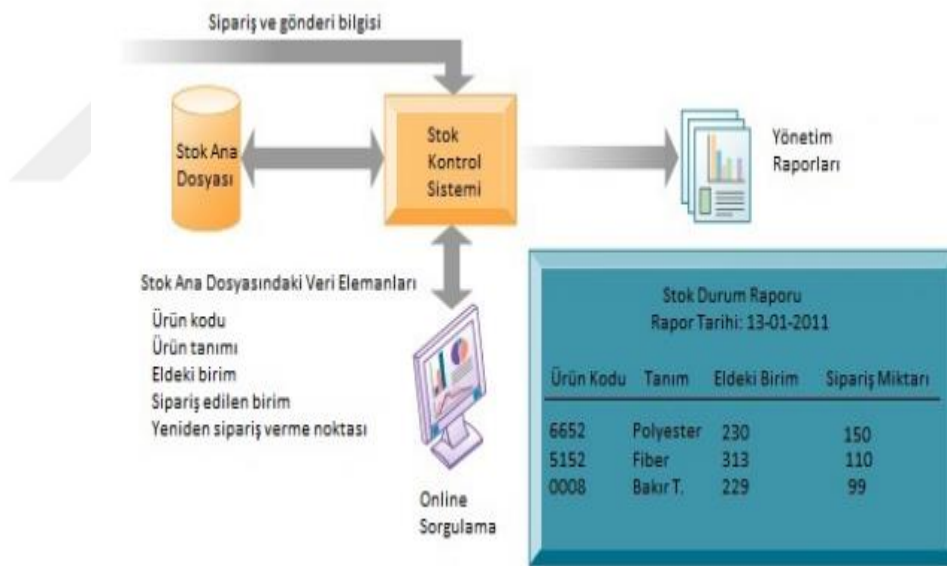 Sipariş ve gönderi bilgisi
Stok Ana
Dosyası
Stok
Kontrol
Sistemi
Yönetim
Raporları
Stok Ana Dosyasındaki Veri Elemanları
Ürün kodu
Ürün tanımı
Eldeki birim
Sipariş edilen birim
Yeniden sipariş verme noktası
Online
Sorgulama
Stok Durum Raporu
Rapor Tarihi: 13-01-2011
Ürün Kodu Tanım Eldeki Birim Sipariş Miktarı
6652 Polyester 230 150
5152 Fiber 313 110
0008 Bakır T. 229 99